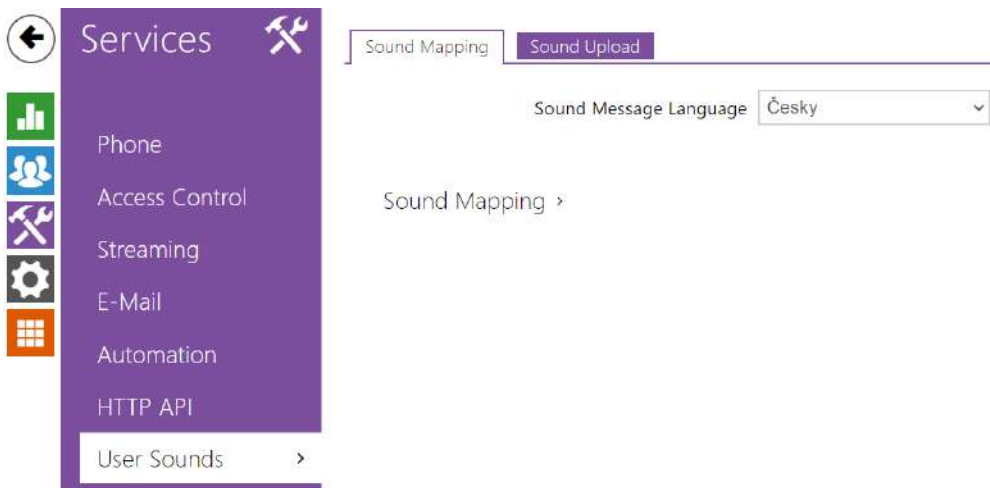 Services
Phone
Access Control
Streaming
E-Mail
Automation
HTTP API
User Sounds
Sound Mapping
Sound Upload
Sound Message Language
Česky
Sound Mapping